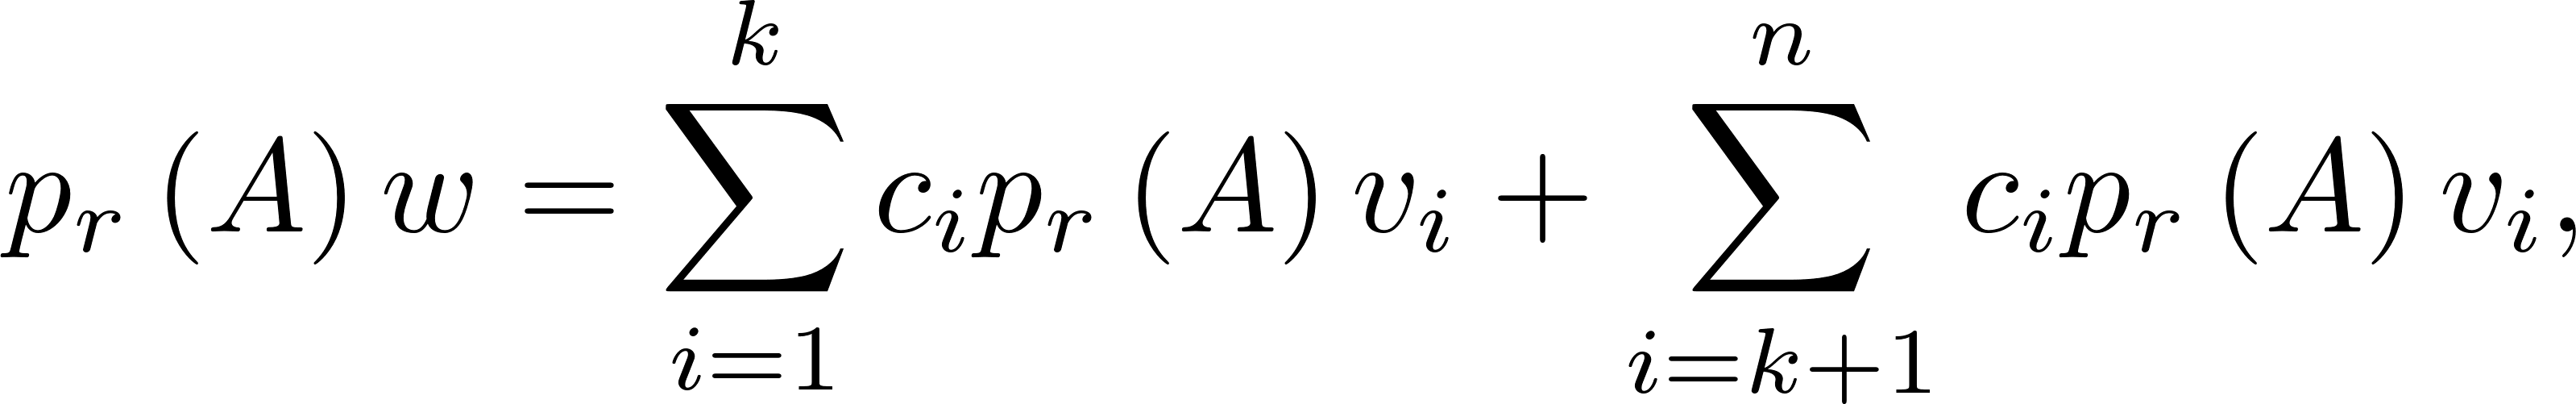 $p_r(A)w = \sum_{i=1}^{k} c_i p_r(A) v_i + \sum_{i=k+1}^{n} c_i p_r(A) v_i,$